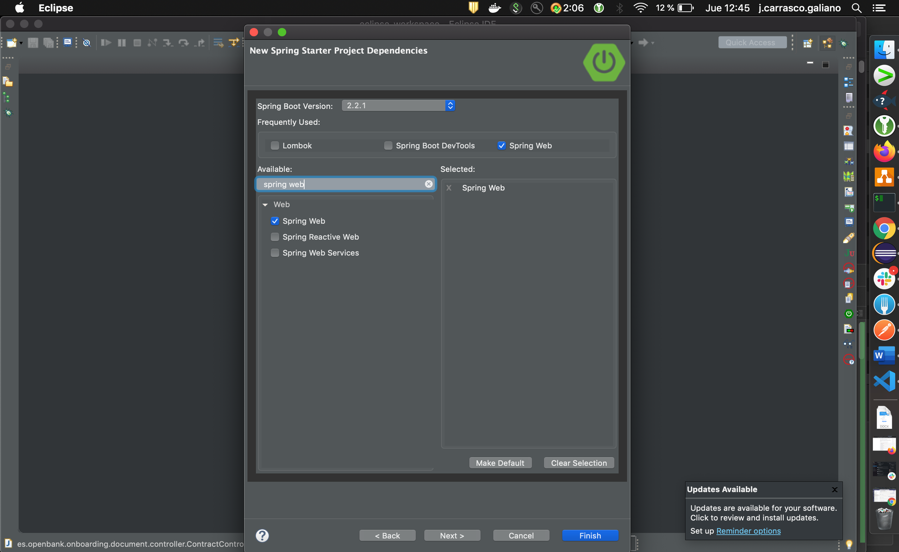 Eclipse
2:06
12 %
Jue 12:45
j.carrasco.galiano
Quick Access
New Spring Starter Project Dependencies
Spring Boot Version:
2.2.1
Frequently Used:
Lombok
Spring Boot DevTools
Spring Web
Available:
Selected:
spring web
X Spring Web
Web
Spring Web
Spring Reactive Web
Spring Web Services
Make Default
Clear Selection
Updates Available
Updates are available for your software.
Click to review and install updates.
Set up Reminder options
< Back
Next >
Cancel
Finish
es.openbank.onboarding.document.controller.ContractContro